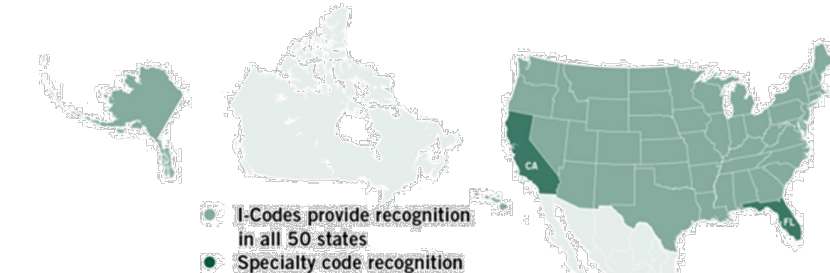 CA
I-Codes provide recognition
in all 50 states
FL
Specialty code recognition